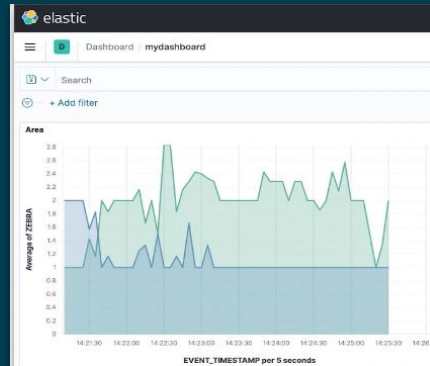 elastic
D Dashboard / mydashboard
Search
+ Add filter
Area
2.8
2.6
2.4
2.2
2
1.8
1.6
1.4
1.2
1
0.8
0.6
0.4
0.2
0
Average of ZEBRA
14:21:30 14:22:00 14:22:30 14:23:00 14:23:30 14:24:00 14:24:30 14:25:00 14:25:30 14:26
EVENT_TIMESTAMP per 5 seconds